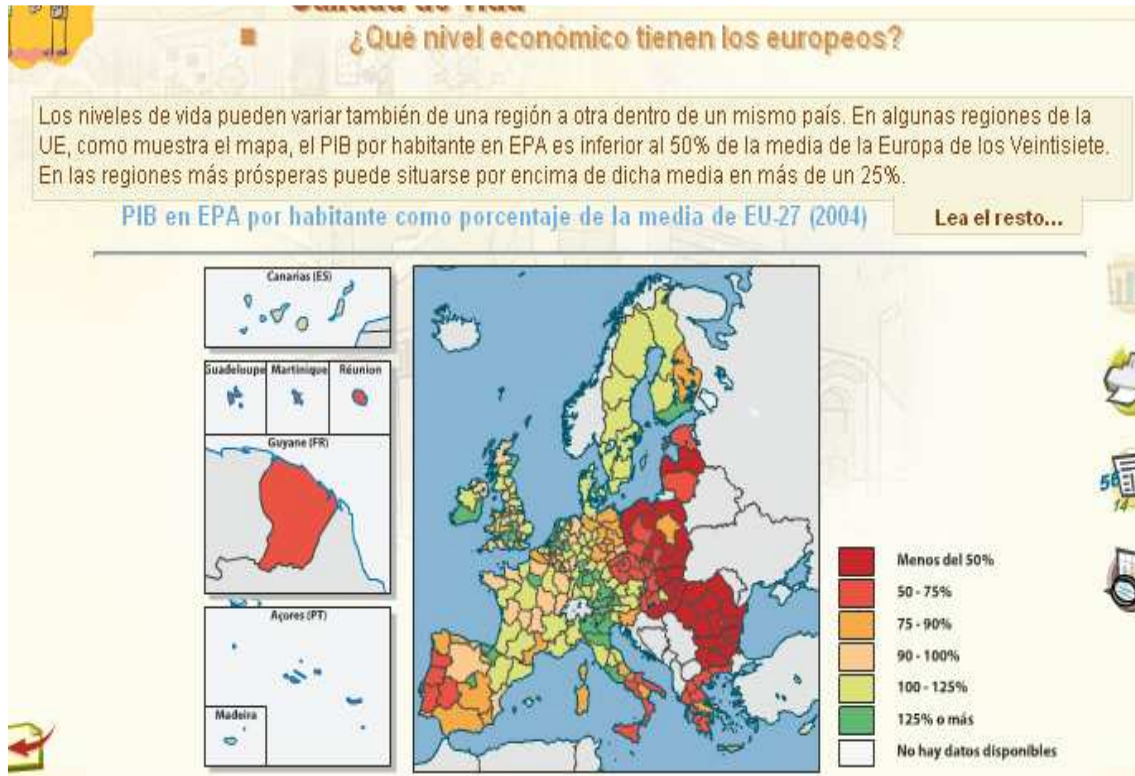 Calidad de vida
¿Qué nivel económico tienen los europeos?
Los niveles de vida pueden variar también de una región a otra dentro de un mismo país. En algunas regiones de la
UE, como muestra el mapa, el PIB por habitante en EPA es inferior al 50% de la media de la Europa de los Veintisiete.
En las regiones más prósperas puede situarse por encima de dicha media en más de un 25%.
PIB en EPA por habitante como porcentaje de la media de EU-27 (2004)
Lea el resto...
Canarias (ES)
Guadeloupe
Martinique
Réunion
Guyane (FR)
Açores (PT)
Madeira
Menos del 50%
50 - 75%
75 - 90%
90 - 100%
100 - 125%
125% o más
No hay datos disponibles